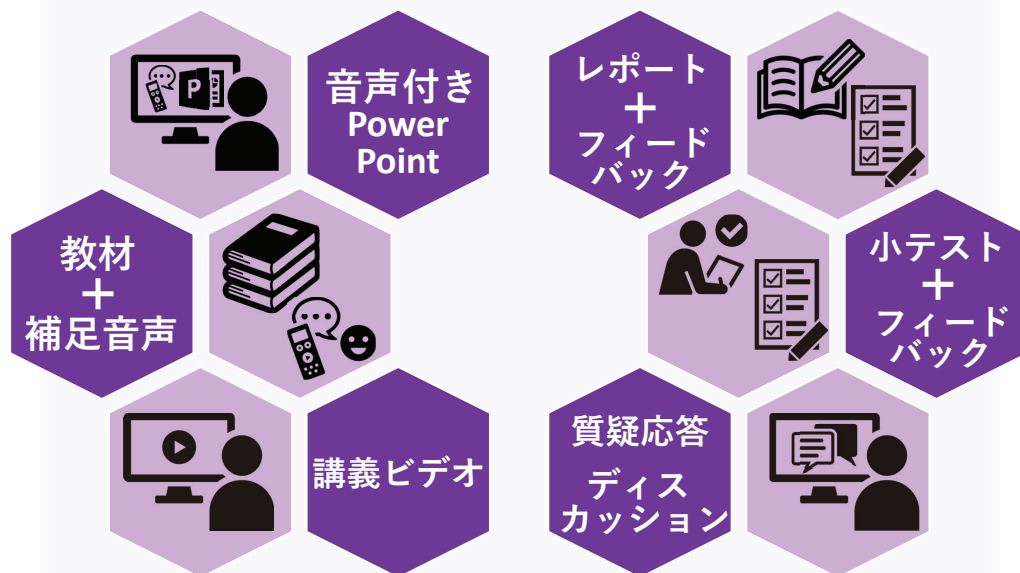 音声付き
Power
Point
教材
＋
補足音声
講義ビデオ
レポート
＋
フィード
バック
小テスト
＋
フィード
バック
質疑応答
ディス
カッション
P